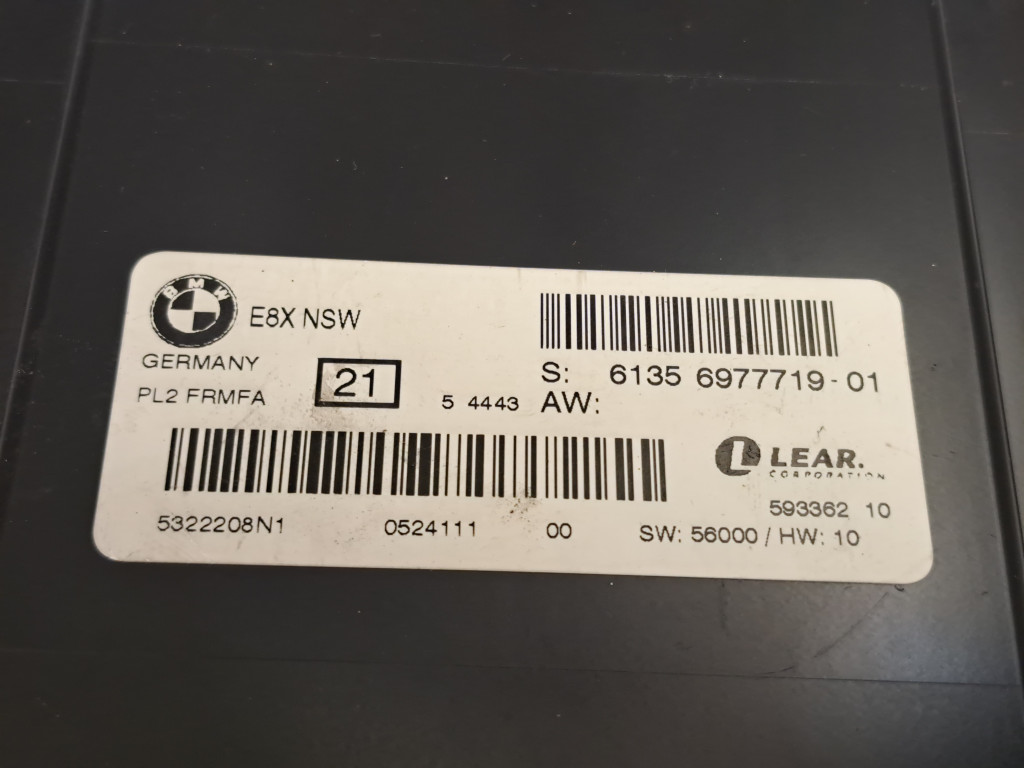 BMW
E8X NSW
GERMANY
PL2 FRMFA
21
5 4443
S: 6135 6977719-01
AW:
LEAR.
CORPORATION
593362 10
5322208N1 0524111 00 SW: 56000 / HW: 10